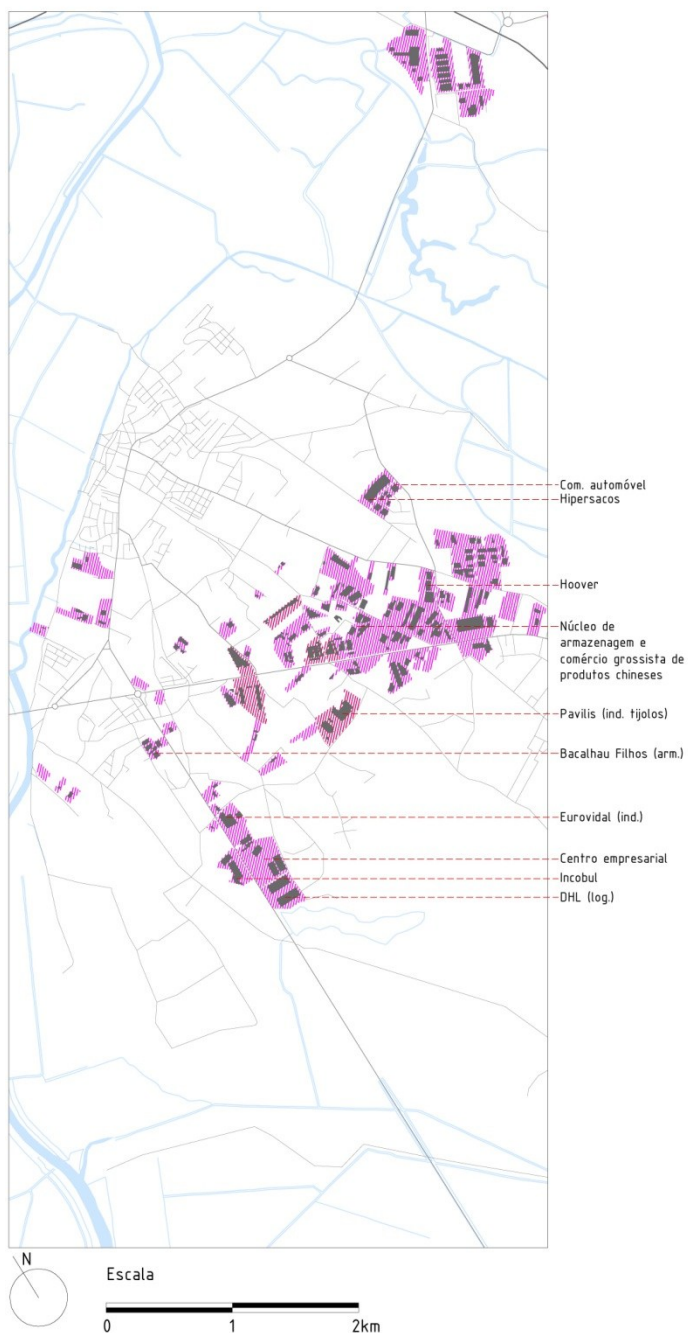 Com. automóvel
Hipersacos
Hoover
Núcleo de
armazenagem e
comércio grossista de
produtos chineses
Pavilis (ind. tijolos)
Bacalhau Filhos (arm.)
Eurovidal (ind.)
Centro empresarial
Incobul
DHL (log.)
N
Escala
0 1 2km